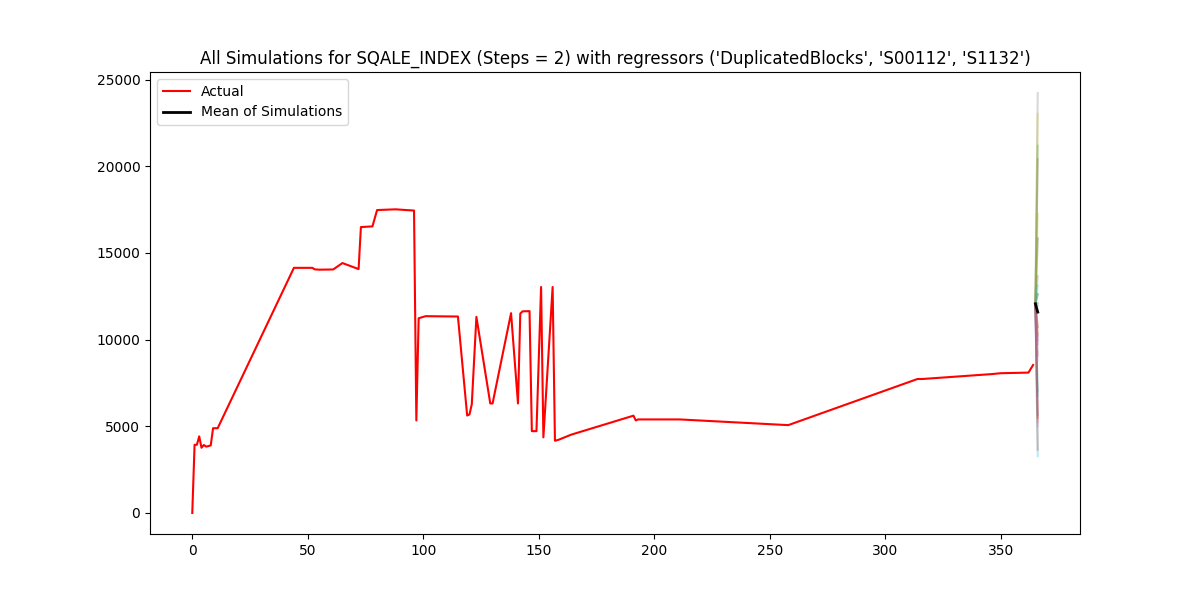 All Simulations for SQALE_INDEX (Steps = 2) with regressors ('DuplicatedBlocks', 'S00112', 'S1132')
25000
20000
15000
10000
5000
0
Actual
Mean of Simulations
0 50 100 150 200 250 300 350